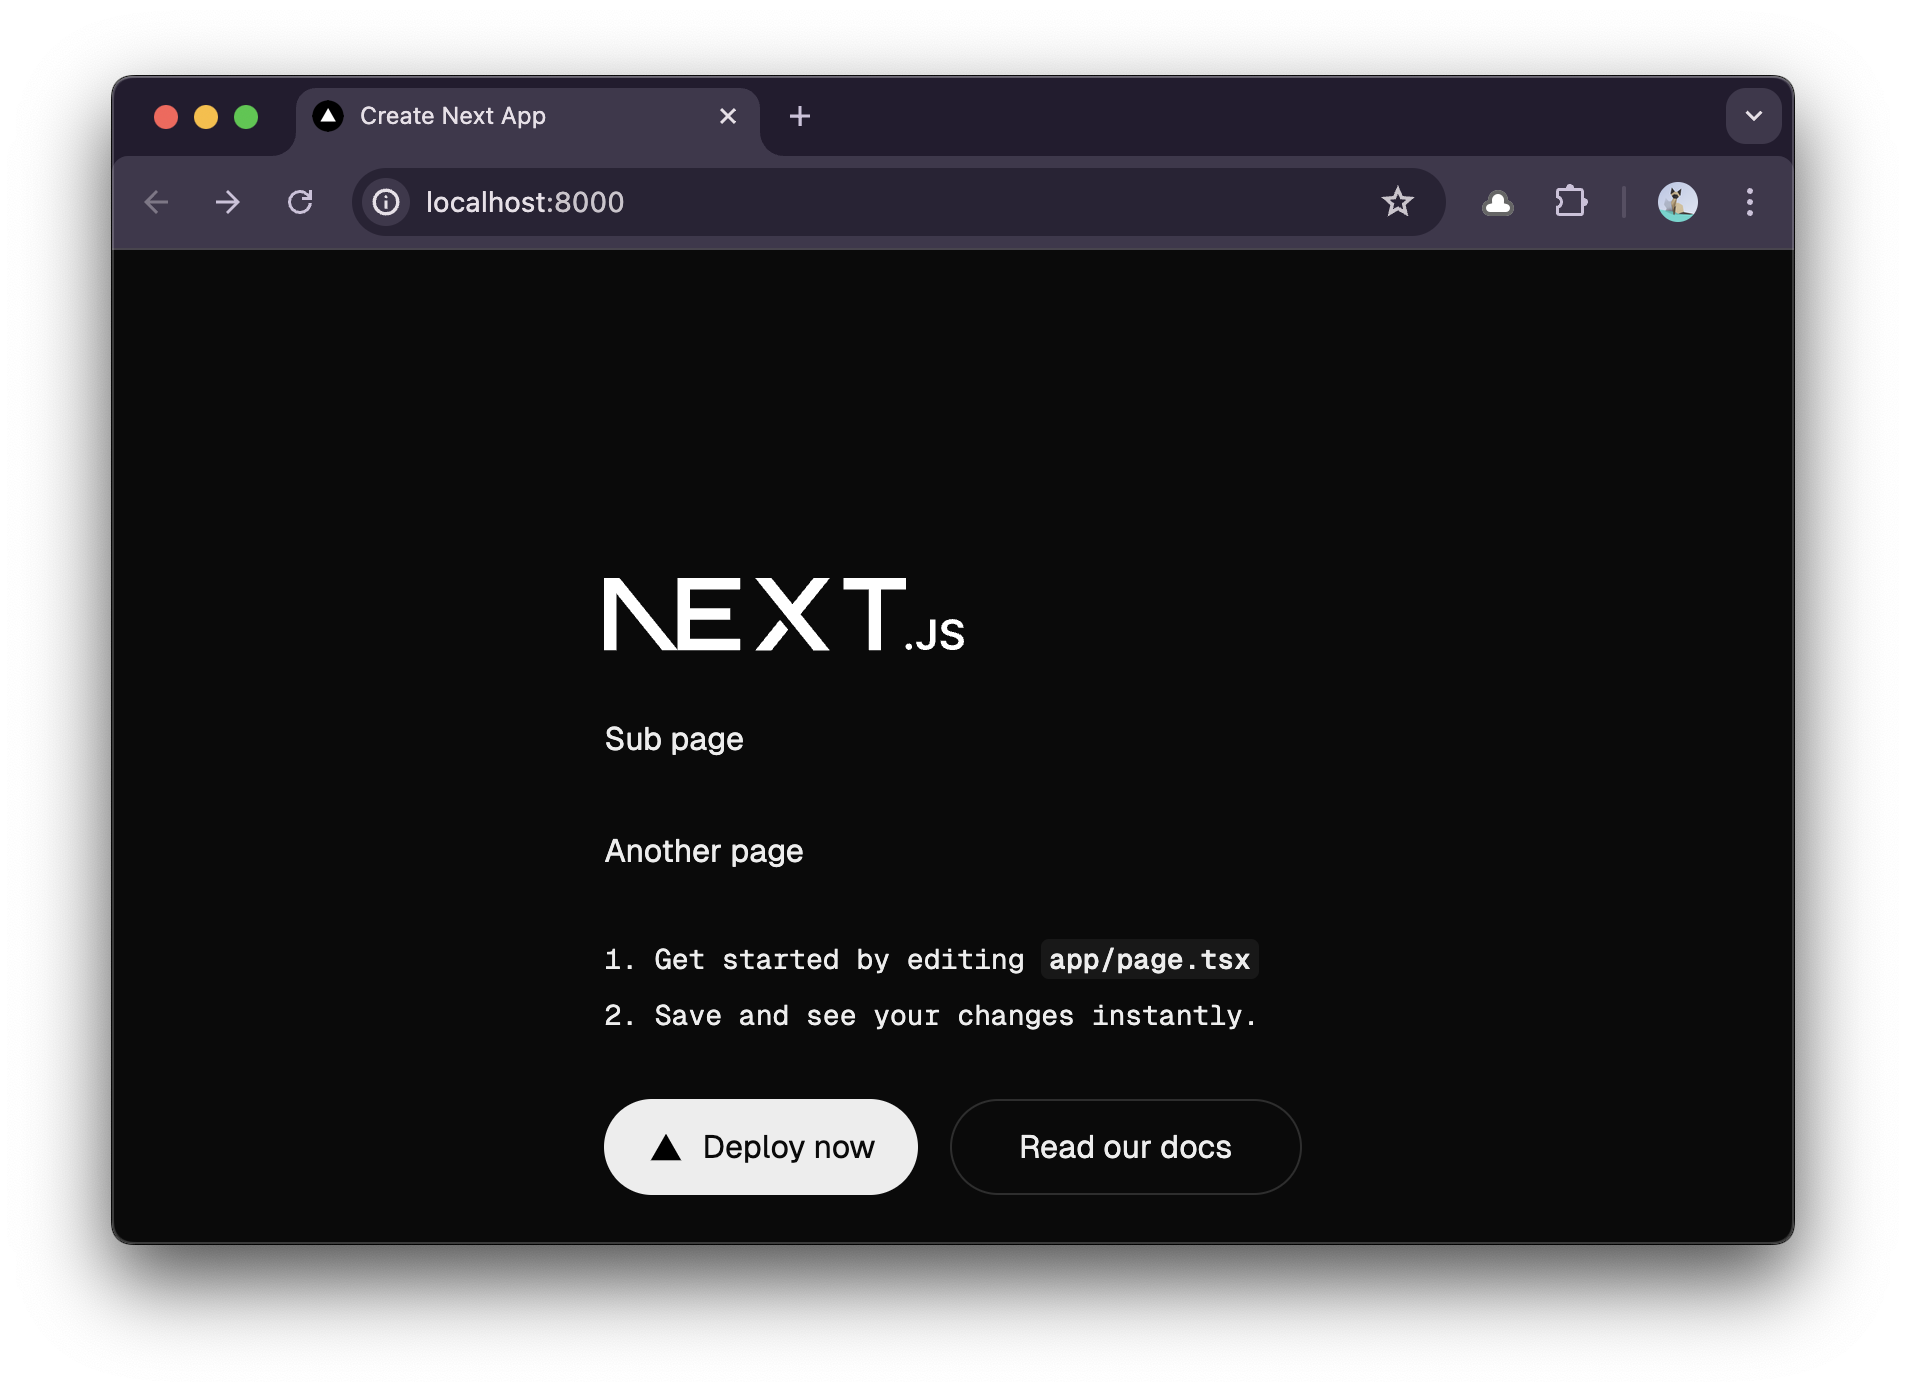 Create Next App
localhost:8000
NEXT.JS
Sub page
Another page
1. Get started by editing app/page.tsx
2. Save and see your changes instantly.
Deploy now
Read our docs